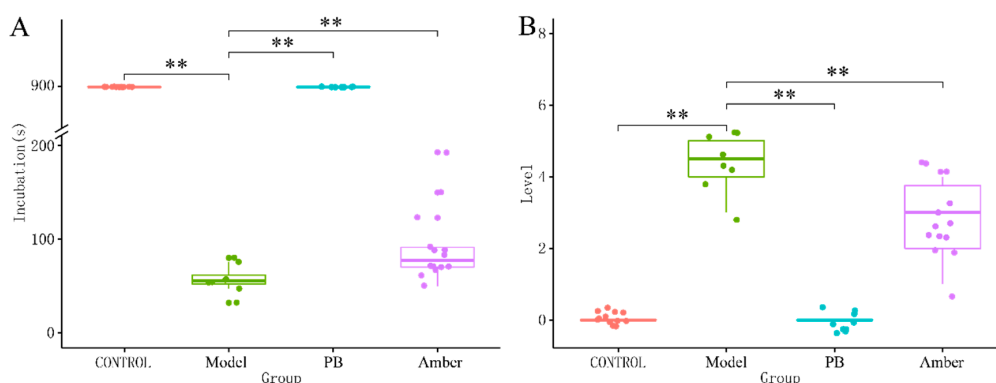 A
**
**
**
900
200
100
0
Incubation(s)
CONTROL Model PB Amber
Group
B
8
6
4
2
0
**
**
**
Level
CONTROL Model PB Amber
Group